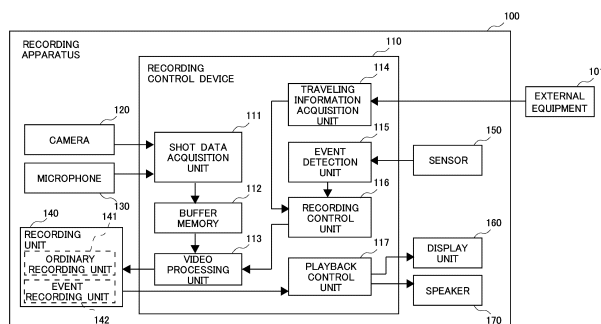 100
RECORDING
APPARATUS
110
RECORDING
CONTROL DEVICE
114
TRAVELING
INFORMATION
ACQUISITION
UNIT
101
EXTERNAL
EQUIPMENT
120
CAMERA
111
SHOT DATA
ACQUISITION
UNIT
115
EVENT
DETECTION
UNIT
150
SENSOR
MICROPHONE
130
112
BUFFER
MEMORY
116
RECORDING
CONTROL
UNIT
140
141
RECORDING
UNIT
ORDINARY
RECORDING UNIT
EVENT
RECORDING UNIT
142
113
VIDEO
PROCESSING
UNIT
117
PLAYBACK
CONTROL
UNIT
160
DISPLAY
UNIT
SPEAKER
170